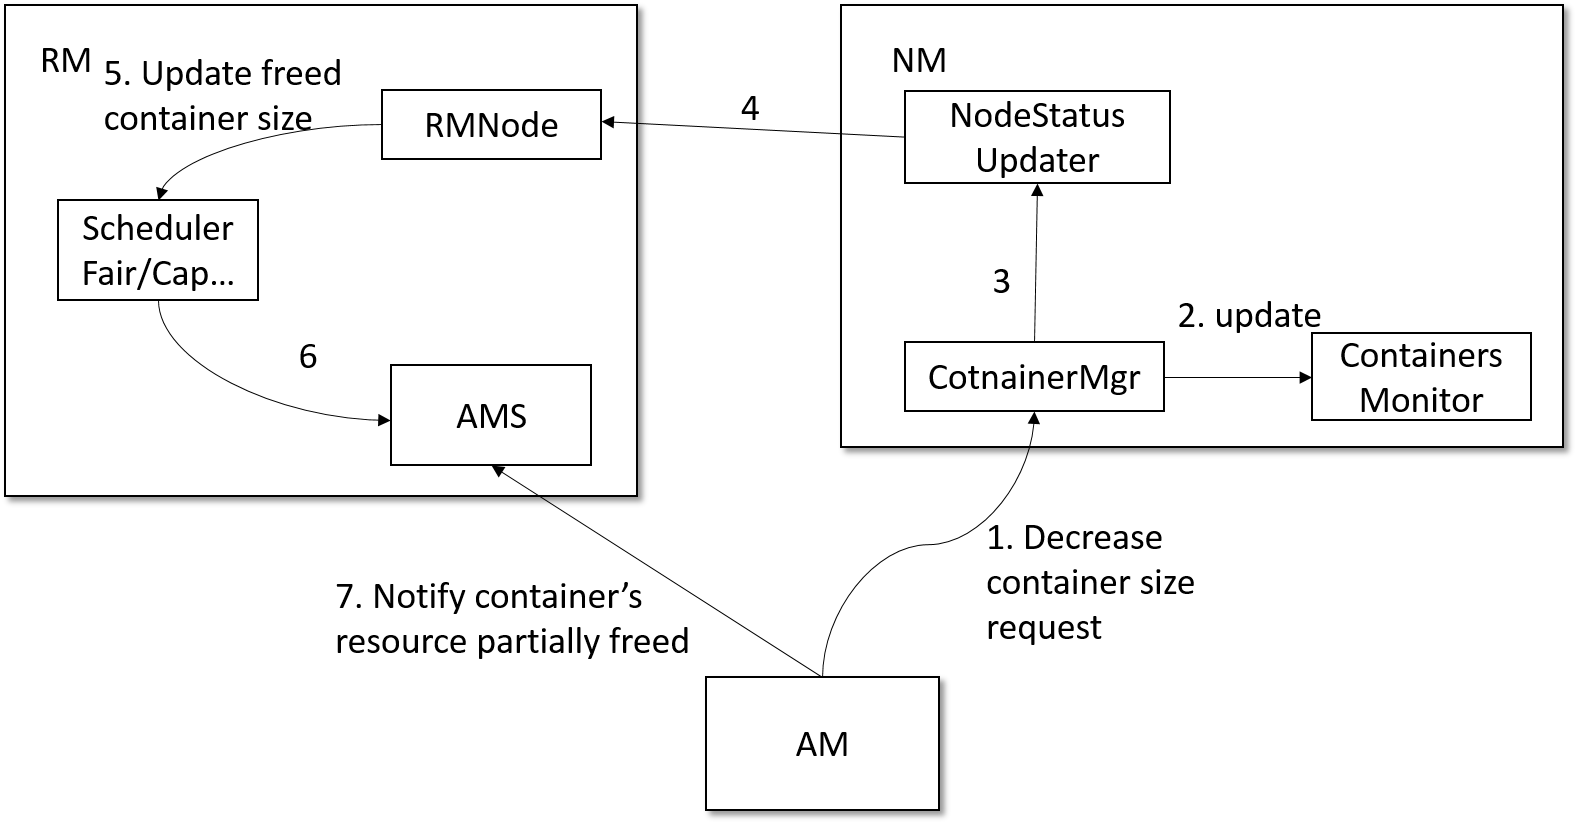 RM
5. Update freed
container size
RMNode
Scheduler
Fair/Cap...
6
AMS
4
NM
NodeStatus
Updater
3
2. update
CotnainerMgr
Containers
Monitor
1. Decrease
container size
request
7. Notify container’s
resource partially freed
AM